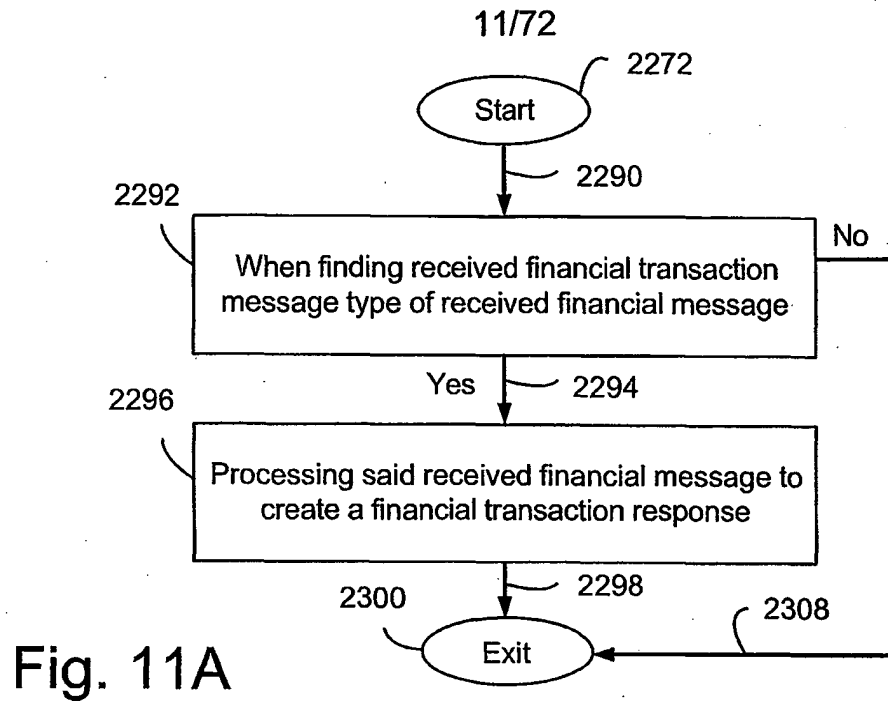 11/72
2272
Start
2290
2292
No
When finding received financial transaction
message type of received financial message
Yes
2294
2296
Processing said received financial message to
create a financial transaction response
2298
2300
2308
Exit
Fig. 11A